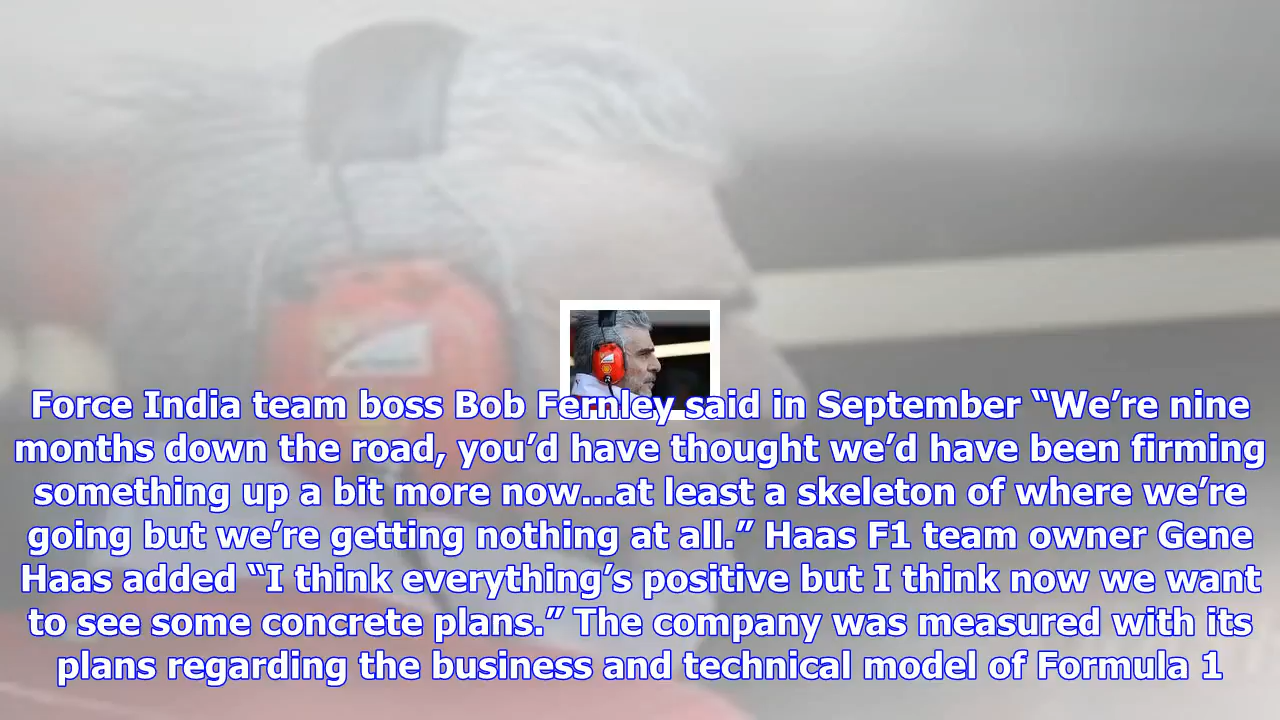 Force India team boss Bob Fernley said in September “We’re nine
months down the road, you’d have thought we’d have been firming
something up a bit more now...at least a skeleton of where we’re
going but we’re getting nothing at all.” Haas F1 team owner Gene
Haas added “I think everything’s positive but I think now we want
to see some concrete plans.” The company was measured with its
plans regarding the business and technical model of Formula 1